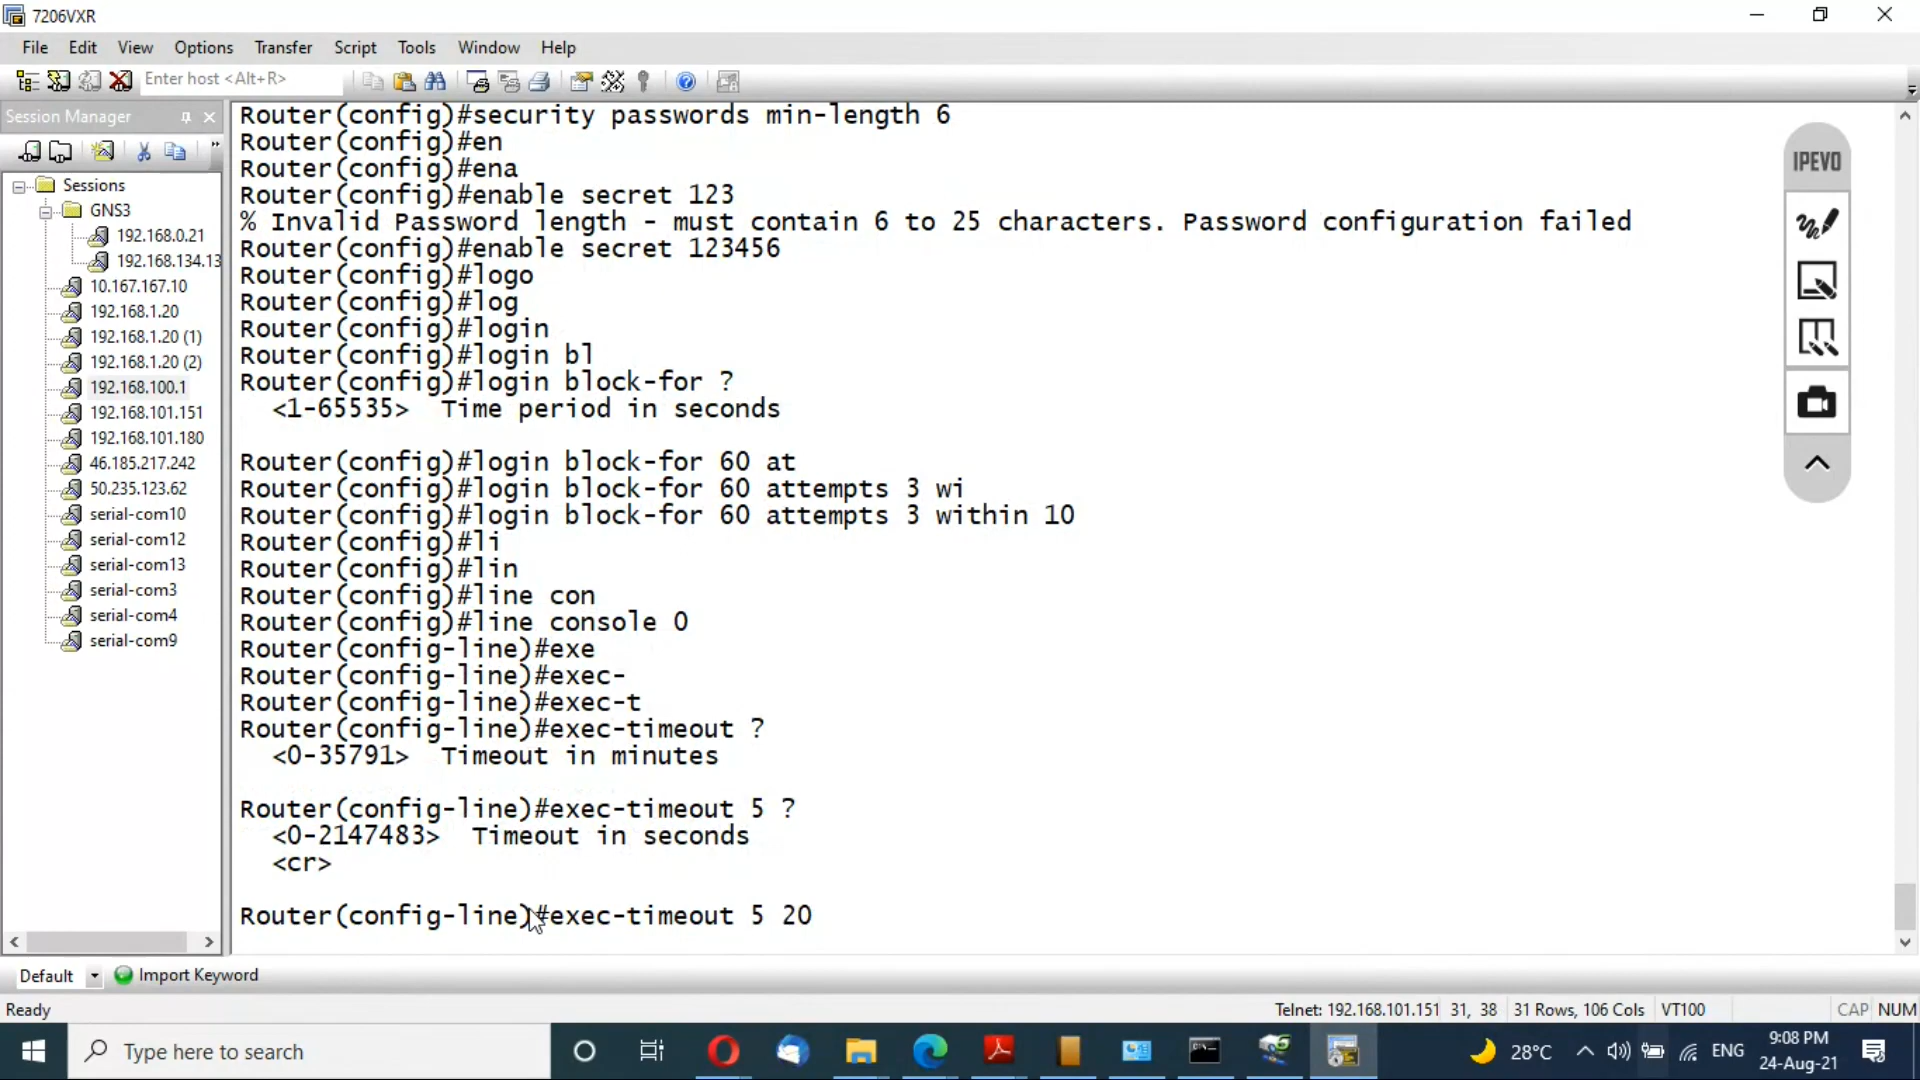 7206VXR
File Edit View Options Transfer Script Tools Window Help
Enter host <Alt+R>
Session Manager
Sessions
GNS3
192.168.0.21
192.168.134.13
10.167.167.10
192.168.1.20
192.168.1.20 (1)
192.168.1.20 (2)
192.168.100.1
192.168.101.151
192.168.101.180
46.185.217.242
50.235.123.62
serial-com10
serial-com12
serial-com13
serial-com3
serial-com4
serial-com9
Router(config)#security passwords min-length 6
Router(config)#en
Router(config)#ena
Router(config)#enable secret 123
% Invalid Password length - must contain 6 to 25 characters. Password configuration failed
Router(config)#enable secret 123456
Router(config)#logo
Router(config)#log
Router(config)#login
Router(config)#login bl
Router(config)#login block-for ?
<1-65535> Time period in seconds
Router(config)#login block-for 60 at
Router(config)#login block-for 60 attempts 3 wi
Router(config)#login block-for 60 attempts 3 within 10
Router(config)#li
Router(config)#lin
Router(config)#line con
Router(config)#line console 0
Router(config-line)#exe
Router(config-line)#exec-
Router(config-line)#exec-t
Router(config-line)#exec-timeout ?
<0-35791> Timeout in minutes
Router(config-line)#exec-timeout 5 ?
<0-2147483> Timeout in seconds
<cr>
Router(config-line)#exec-timeout 5 20
IPEVO
Default Import Keyword
Ready Telnet: 192.168.101.151 31, 38 31 Rows, 106 Cols VT100 CAP NUM
Type here to search
28°C ENG
9:08 PM
24-Aug-21